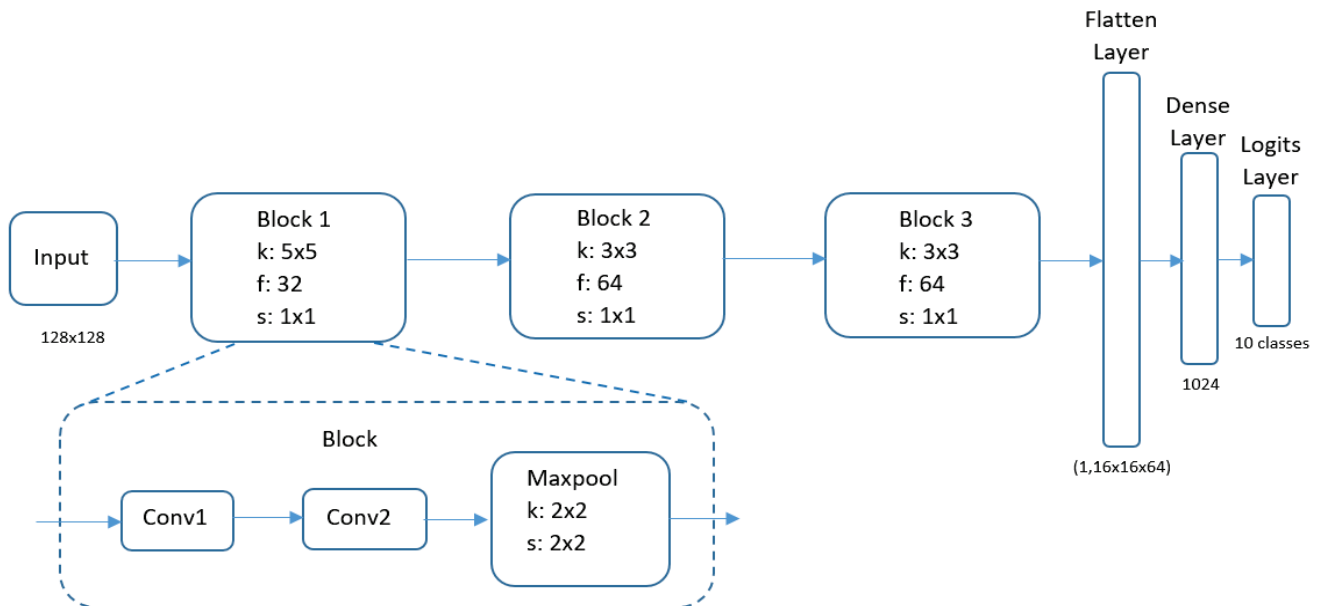 Input
128x128
Block 1
k: 5x5
f: 32
s: 1x1
Block 2
k: 3x3
f: 64
s: 1x1
Block 3
k: 3x3
f: 64
s: 1x1
Flatten
Layer
(1,16x16x64)
Dense
Layer
1024
Logits
Layer
10 classes
Block
Conv1
Conv2
Maxpool
k: 2x2
s: 2x2